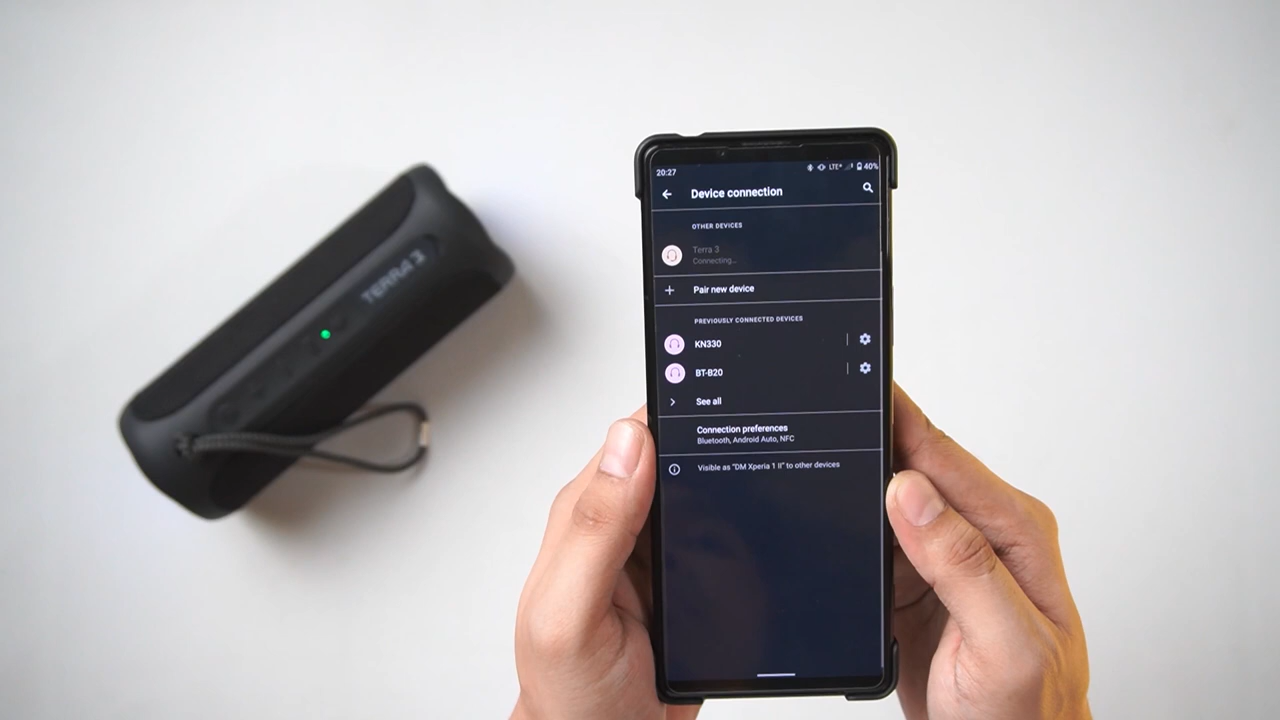 TERRA 3
20:27
LTE+
40%
Device connection
OTHER DEVICES
Terra 3
Connecting...
Pair new device
PREVIOUSLY CONNECTED DEVICES
KN330
BT-B20
See all
Connection preferences
Bluetooth, Android Auto, NFC
Visible as "DM Xperia 1 II" to other devices